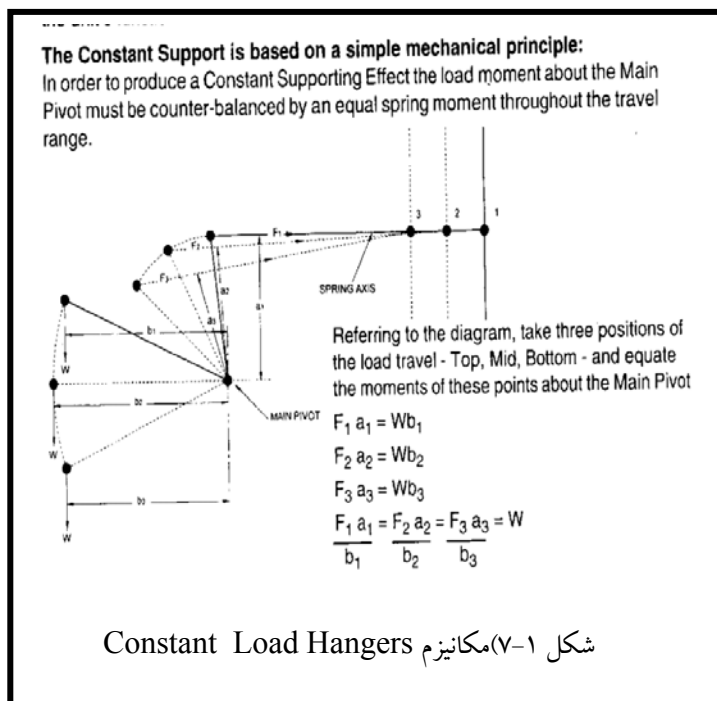 The Constant Support is based on a simple mechanical principle:
In order to produce a Constant Supporting Effect the load moment about the Main
Pivot must be counter-balanced by an equal spring moment throughout the travel
range.
3 2 1
F₁
F₂
F₃
SPRING AXIS
a₂
a₁
a₃
b₁
W
b₂
MAIN PIVOT
W
b₃
W
Referring to the diagram, take three positions of
the load travel - Top, Mid, Bottom - and equate
the moments of these points about the Main Pivot
F₁ a₁ = Wb₁
F₂ a₂ = Wb₂
F₃ a₃ = Wb₃
F₁ a₁ = F₂ a₂ = F₃ a₃ = W
b₁ b₂ b₃
شکل ۱-۷)مکانیزم Constant Load Hangers